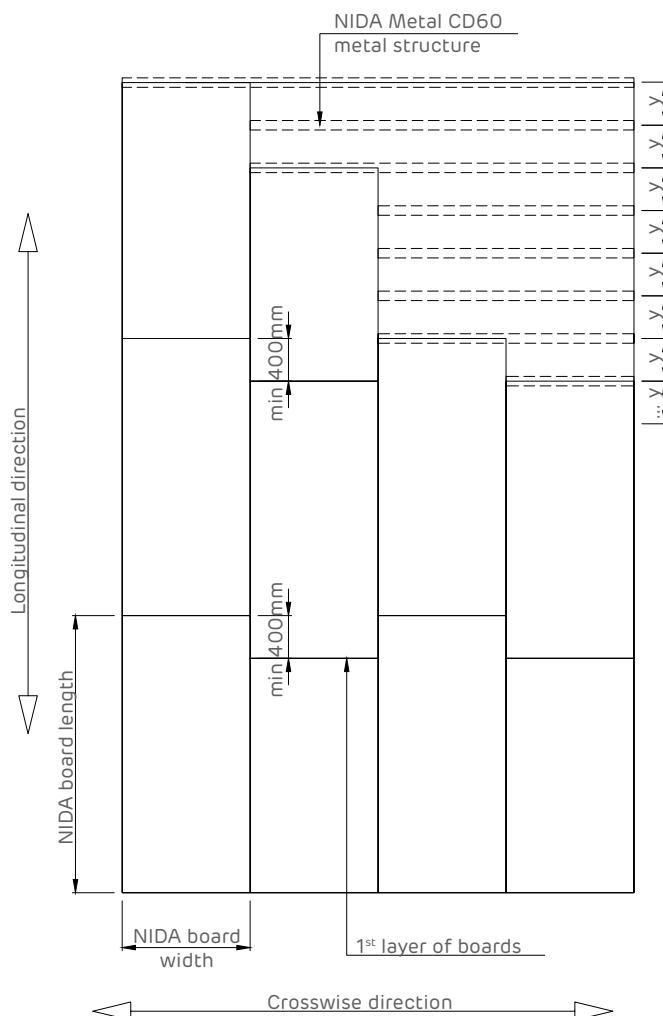 NIDA Metal CD60
metal structure
y
y
y
y
y
y
y
y
...
min 400mm
Longitudinal direction
min 400mm
NIDA board length
NIDA board
width
1st layer of boards
Crosswise direction